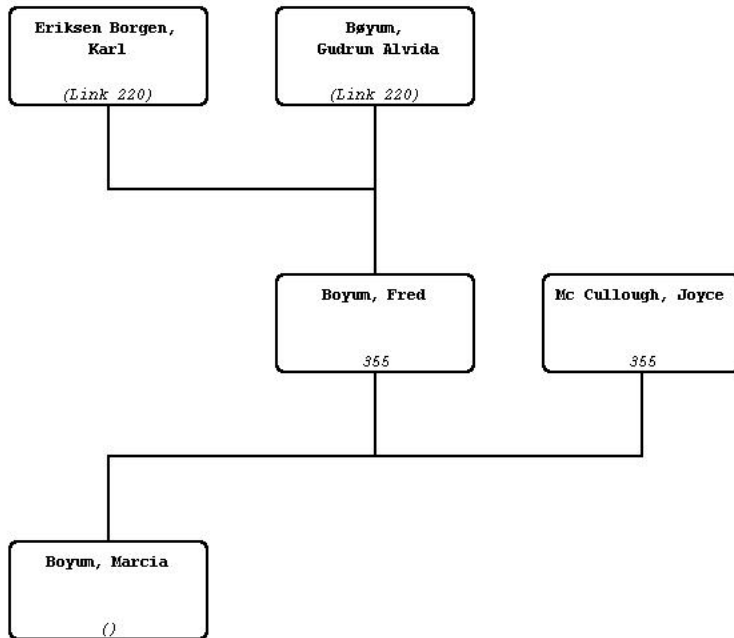 Eriksen Borgen,
Karl
(Link 220)
Bøyum,
Gudrun Alvida
(Link 220)
Boyum, Fred
355
Mc Cullough, Joyce
355
Boyum, Marcia
()